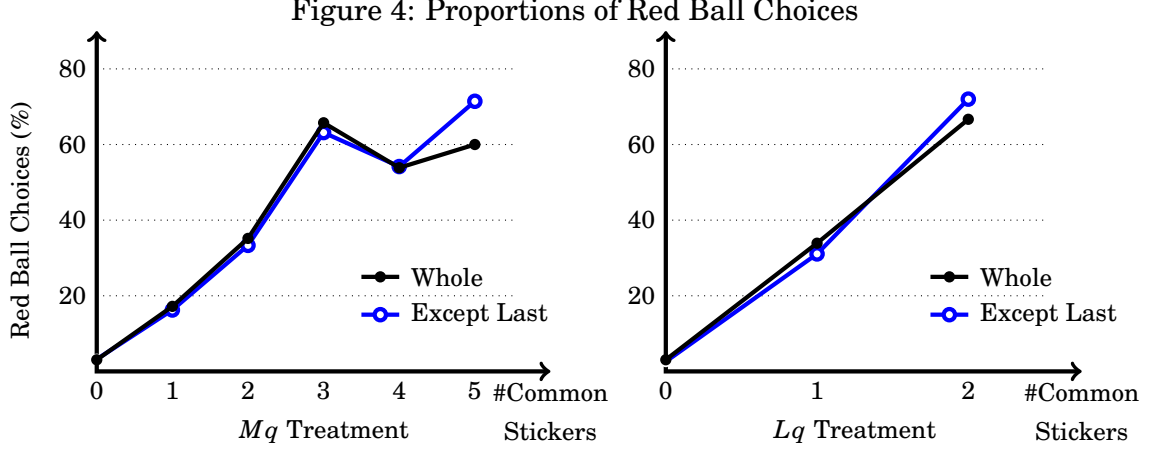 Figure 4: Proportions of Red Ball Choices
Red Ball Choices (%)
80
60
40
20
Whole
Except Last
0 1 2 3 4 5 #Common
Mq Treatment Stickers
80
60
40
20
Whole
Except Last
0 1 2 #Common
Lq Treatment Stickers